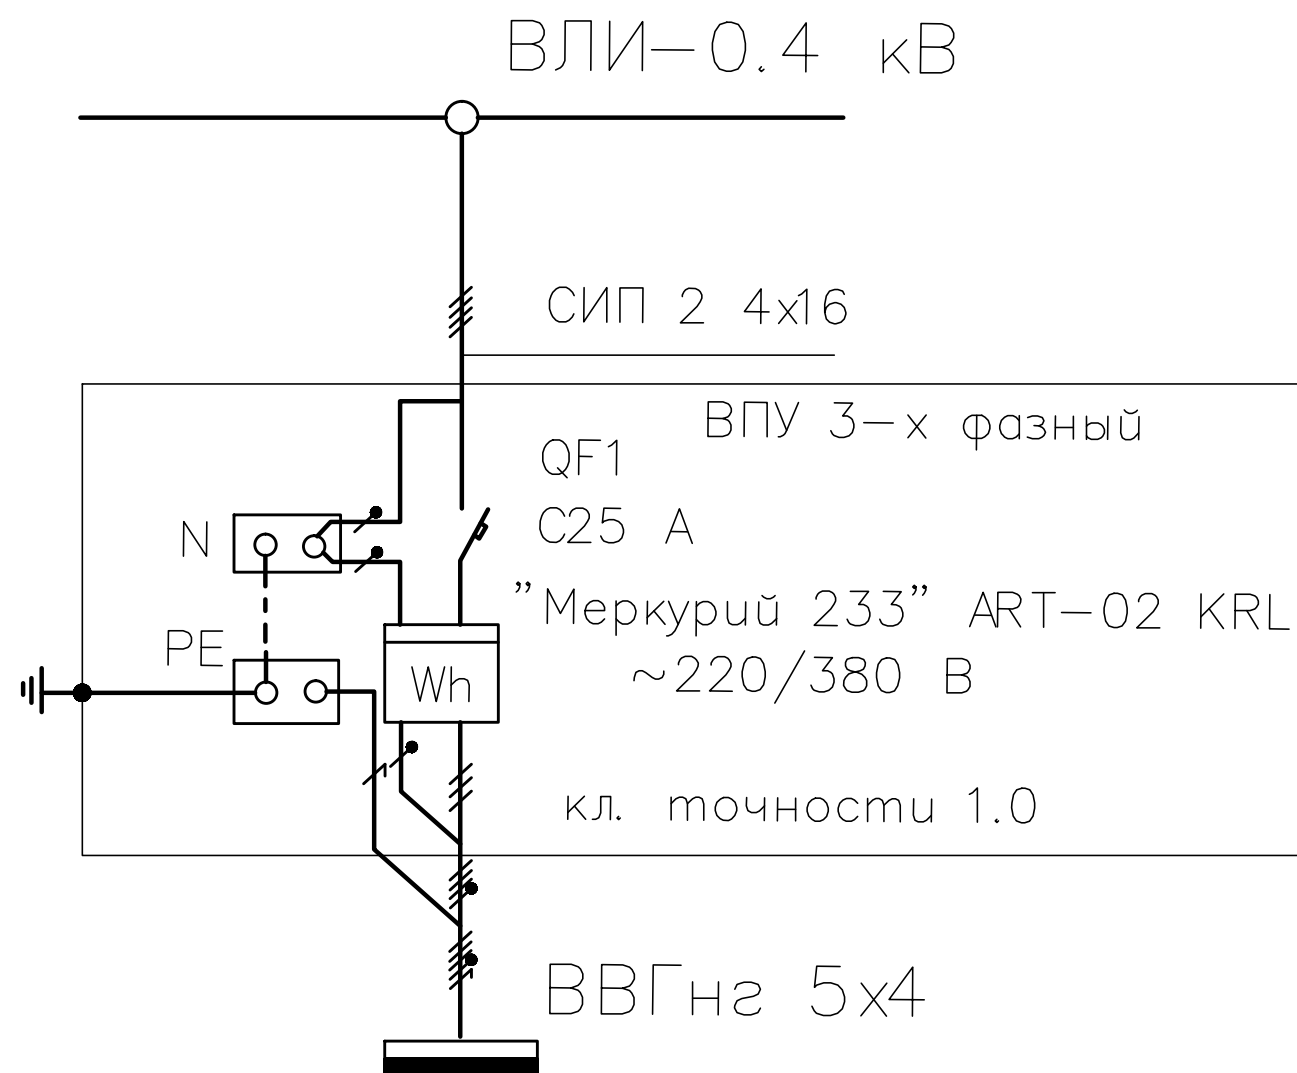 ВЛИ-0.4 кВ
СИП 2 4х16
ВПУ 3-х фазный
QF1
С25 А
N
"Меркурий 233" ART-02 KRL
PE
~220/380 В
Wh
кл. точности 1.0
ВВГнг 5х4